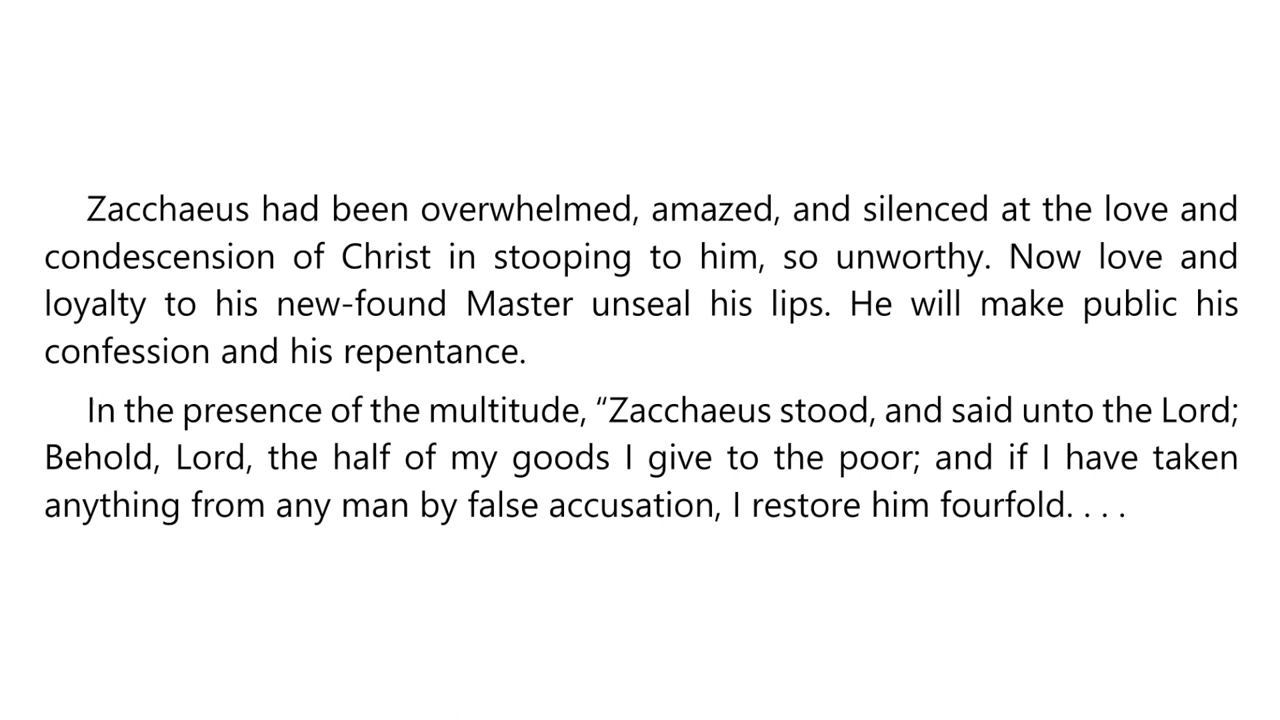 Zacchaeus had been overwhelmed, amazed, and silenced at the love and
condescension of Christ in stooping to him, so unworthy. Now love and
loyalty to his new-found Master unseal his lips. He will make public his
confession and his repentance.
In the presence of the multitude, “Zacchaeus stood, and said unto the Lord;
Behold, Lord, the half of my goods I give to the poor; and if I have taken
anything from any man by false accusation, I restore him fourfold. . . .